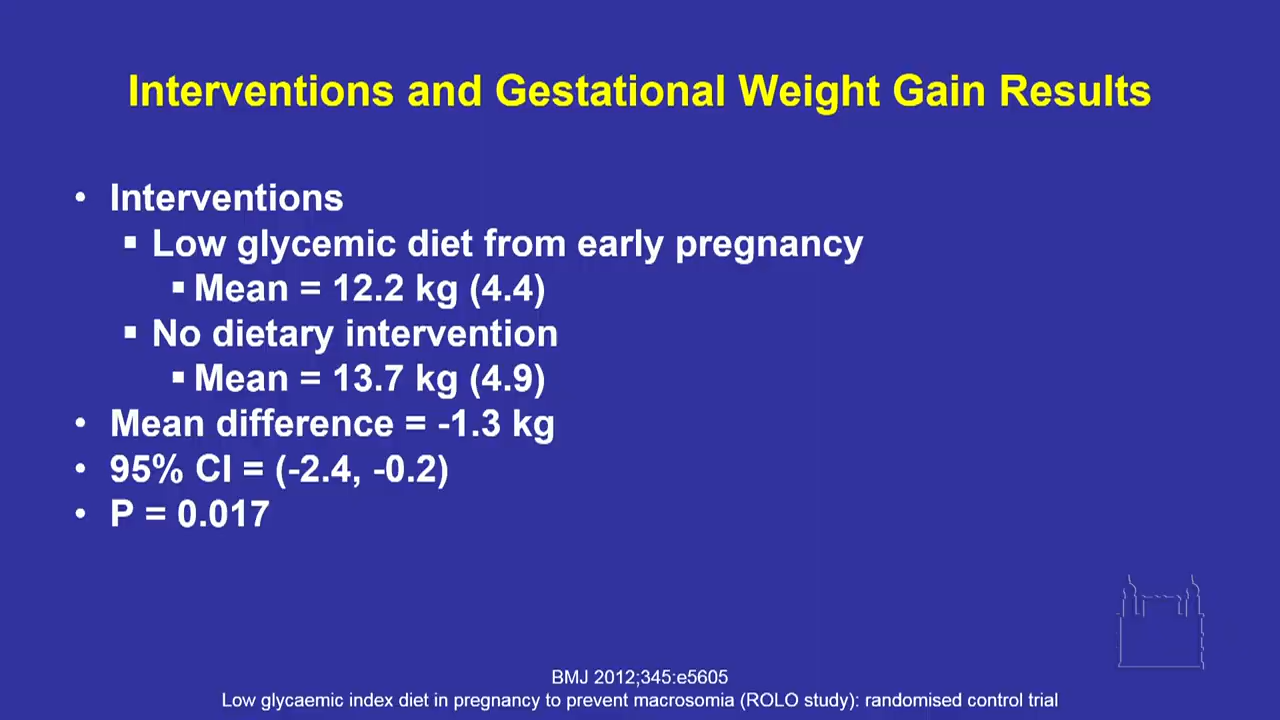 Interventions and Gestational Weight Gain Results
• Interventions
▪ Low glycemic diet from early pregnancy
▪ Mean = 12.2 kg (4.4)
▪ No dietary intervention
▪ Mean = 13.7 kg (4.9)
• Mean difference = -1.3 kg
• 95% CI = (-2.4, -0.2)
• P = 0.017
BMJ 2012;345:e5605
Low glycaemic index diet in pregnancy to prevent macrosomia (ROLO study): randomised control trial